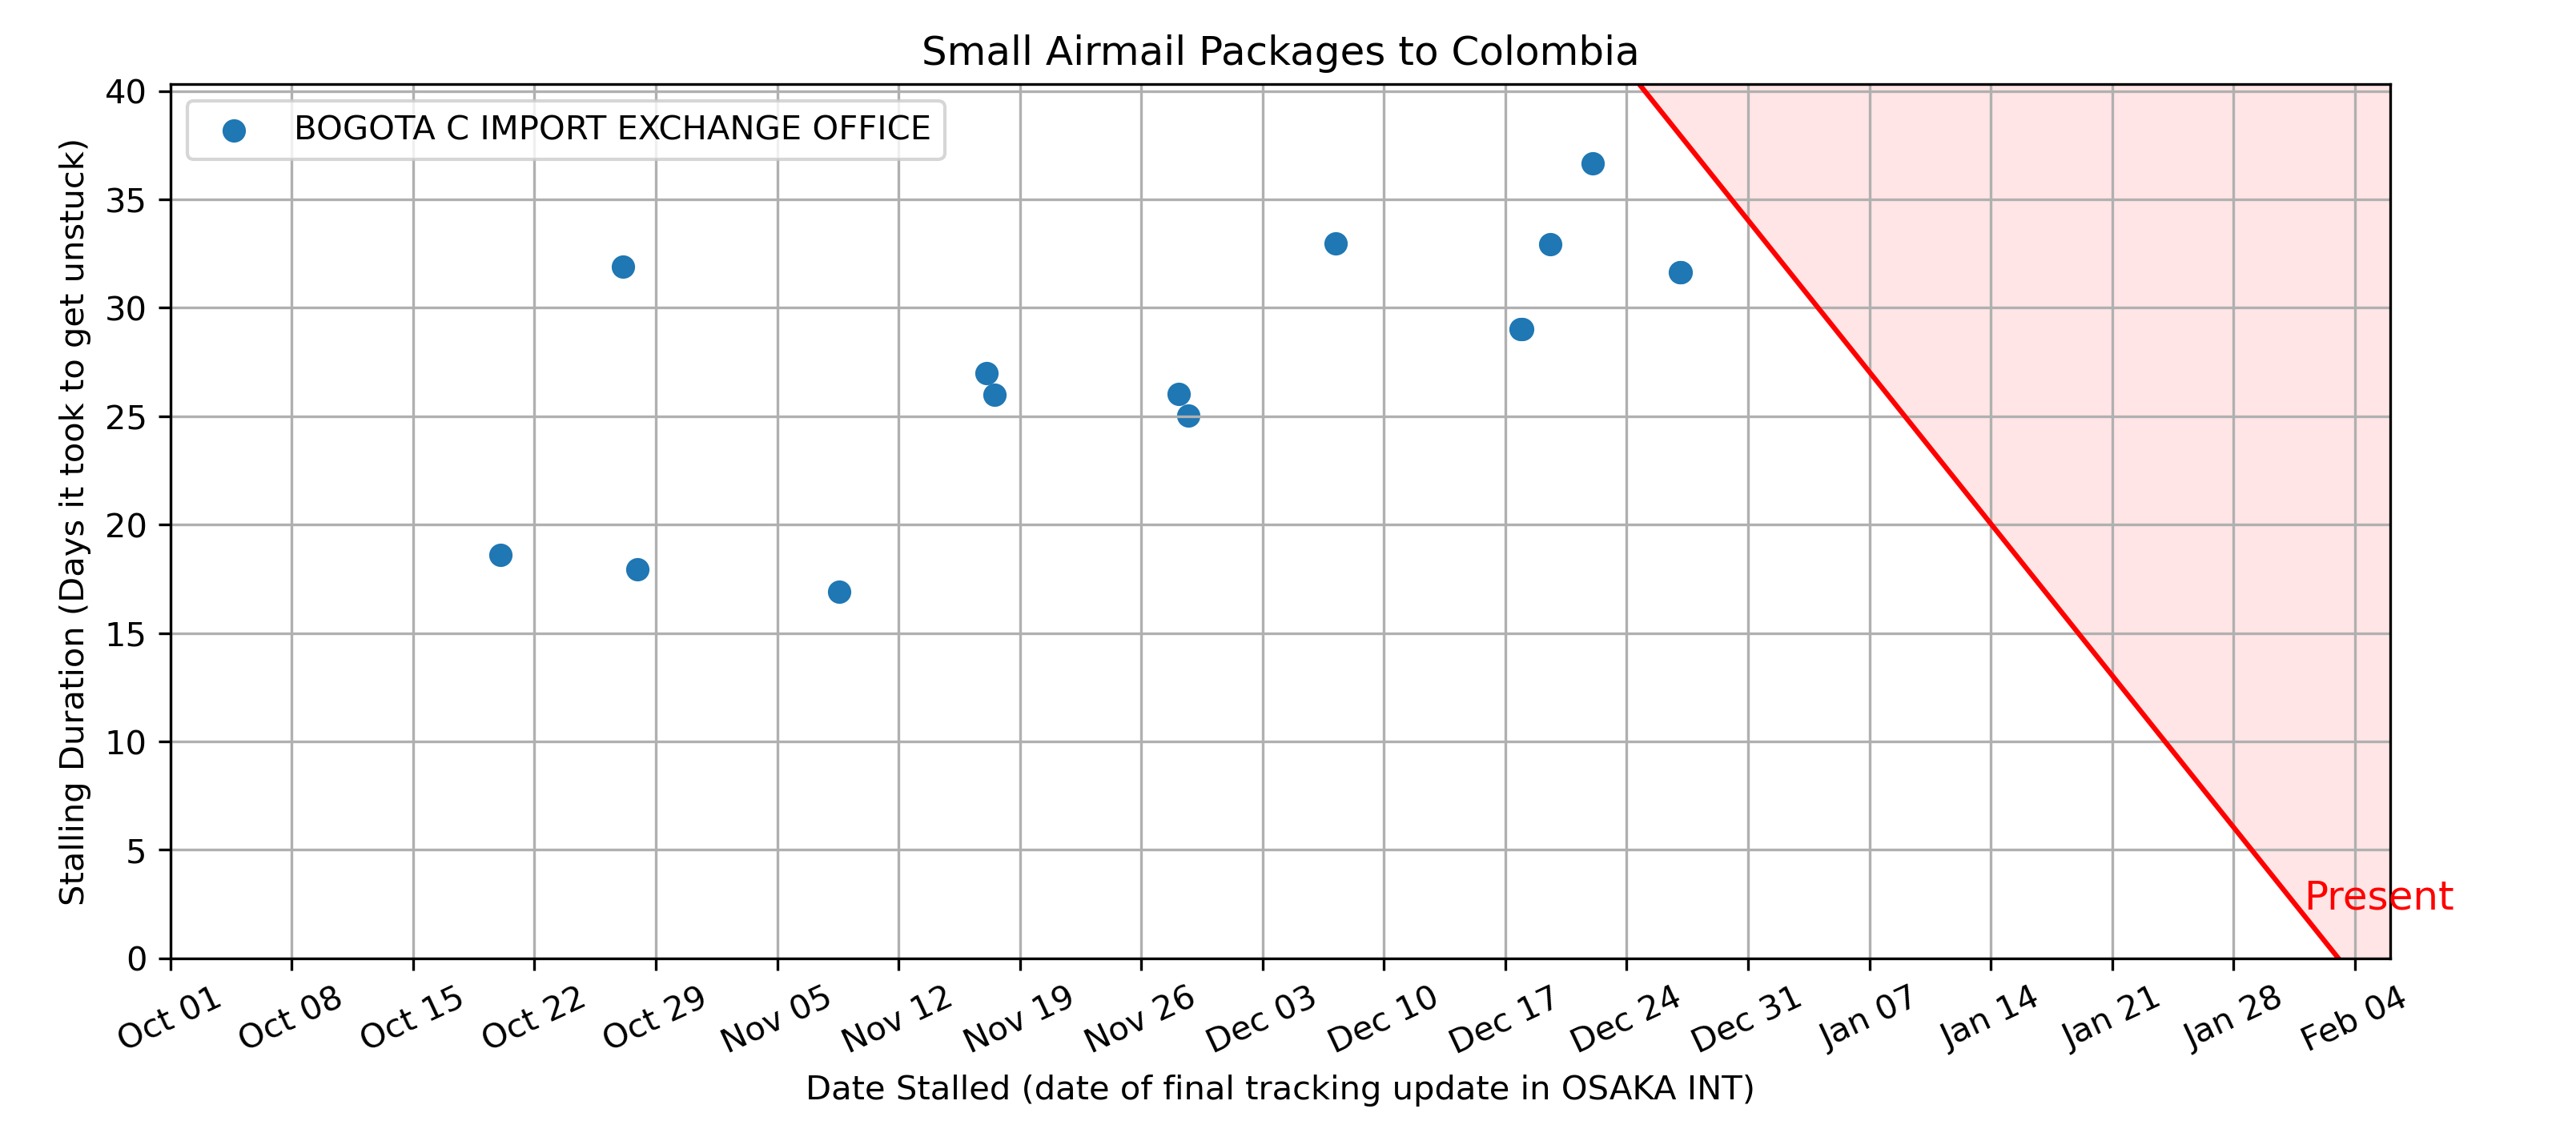 Small Airmail Packages to Colombia
BOGOTA C IMPORT EXCHANGE OFFICE
Stalling Duration (Days it took to get unstuck)
40
35
30
25
20
15
10
5
0
Present
Oct 01
Oct 08
Oct 15
Oct 22
Oct 29
Nov 05
Nov 12
Nov 19
Nov 26
Dec 03
Dec 10
Dec 17
Dec 24
Dec 31
Jan 07
Jan 14
Jan 21
Jan 28
Feb 04
Date Stalled (date of final tracking update in OSAKA INT)